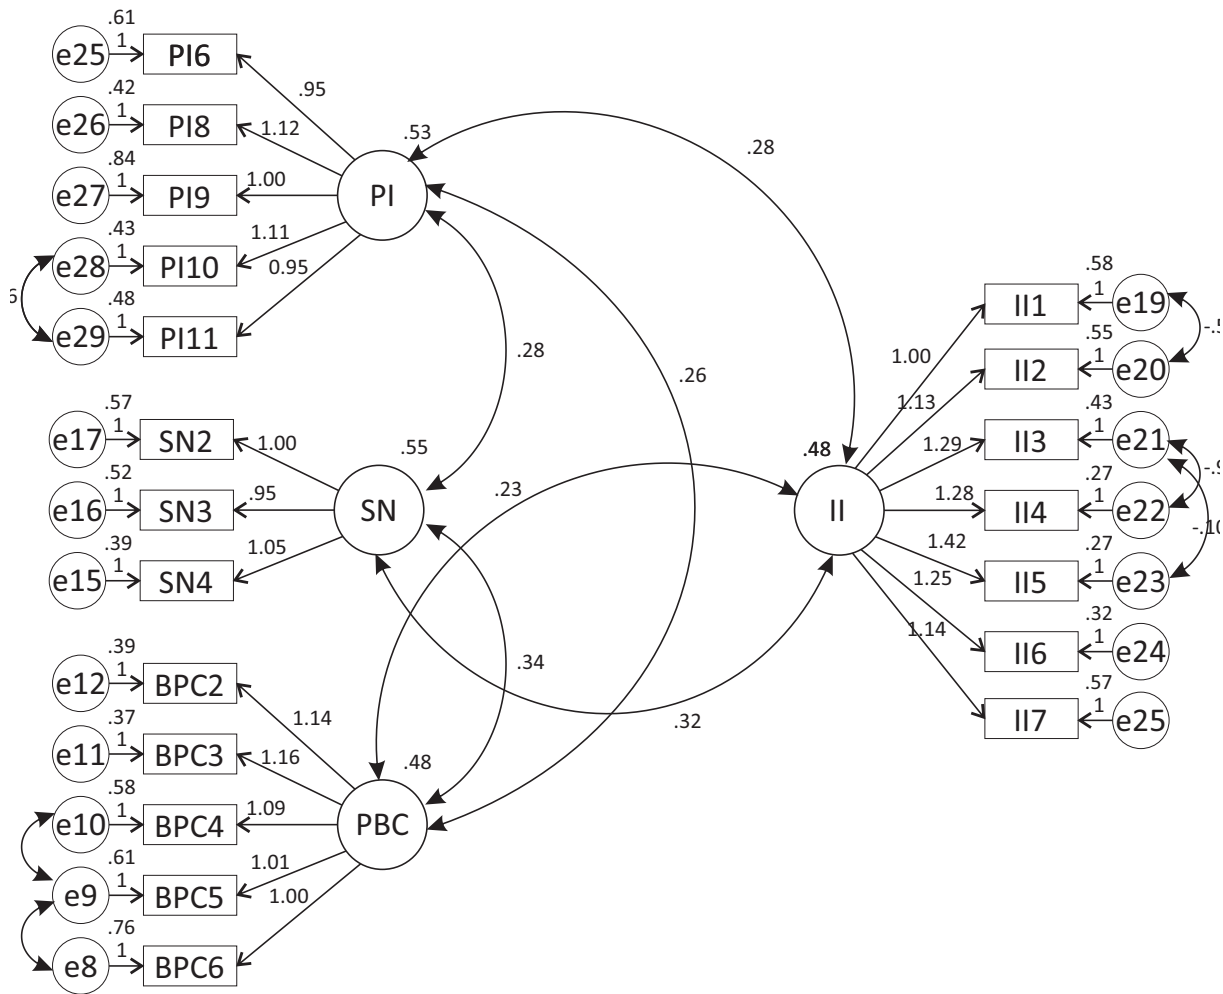 .61
e25 1 PI6
.95
.42
e26 1 PI8
1.12
.53
.84
e27 1 PI9
1.00
PI
.28
.43
e28 1 PI10
1.11
.48
e29 1 PI11
0.95
6
.28
.26
.57
e17 1 SN2
1.00
.55
.52
e16 1 SN3
.95
SN
.39
e15 1 SN4
1.05
.23
.34
.32
.39
e12 1 BPC2
1.14
.37
e11 1 BPC3
1.16
.48
.58
e10 1 BPC4
1.09
PBC
.61
e9 1 BPC5
1.01
.76
e8 1 BPC6
1.00
.48
II
.58
1.00
II1 1 e19
-.5
.55
1.13
II2 1 e20
.43
1.29
II3 1 e21
-.9
.27
1.28
II4 1 e22
-.10
.27
1.42
II5 1 e23
.32
1.25
II6 1 e24
.57
1.14
II7 1 e25